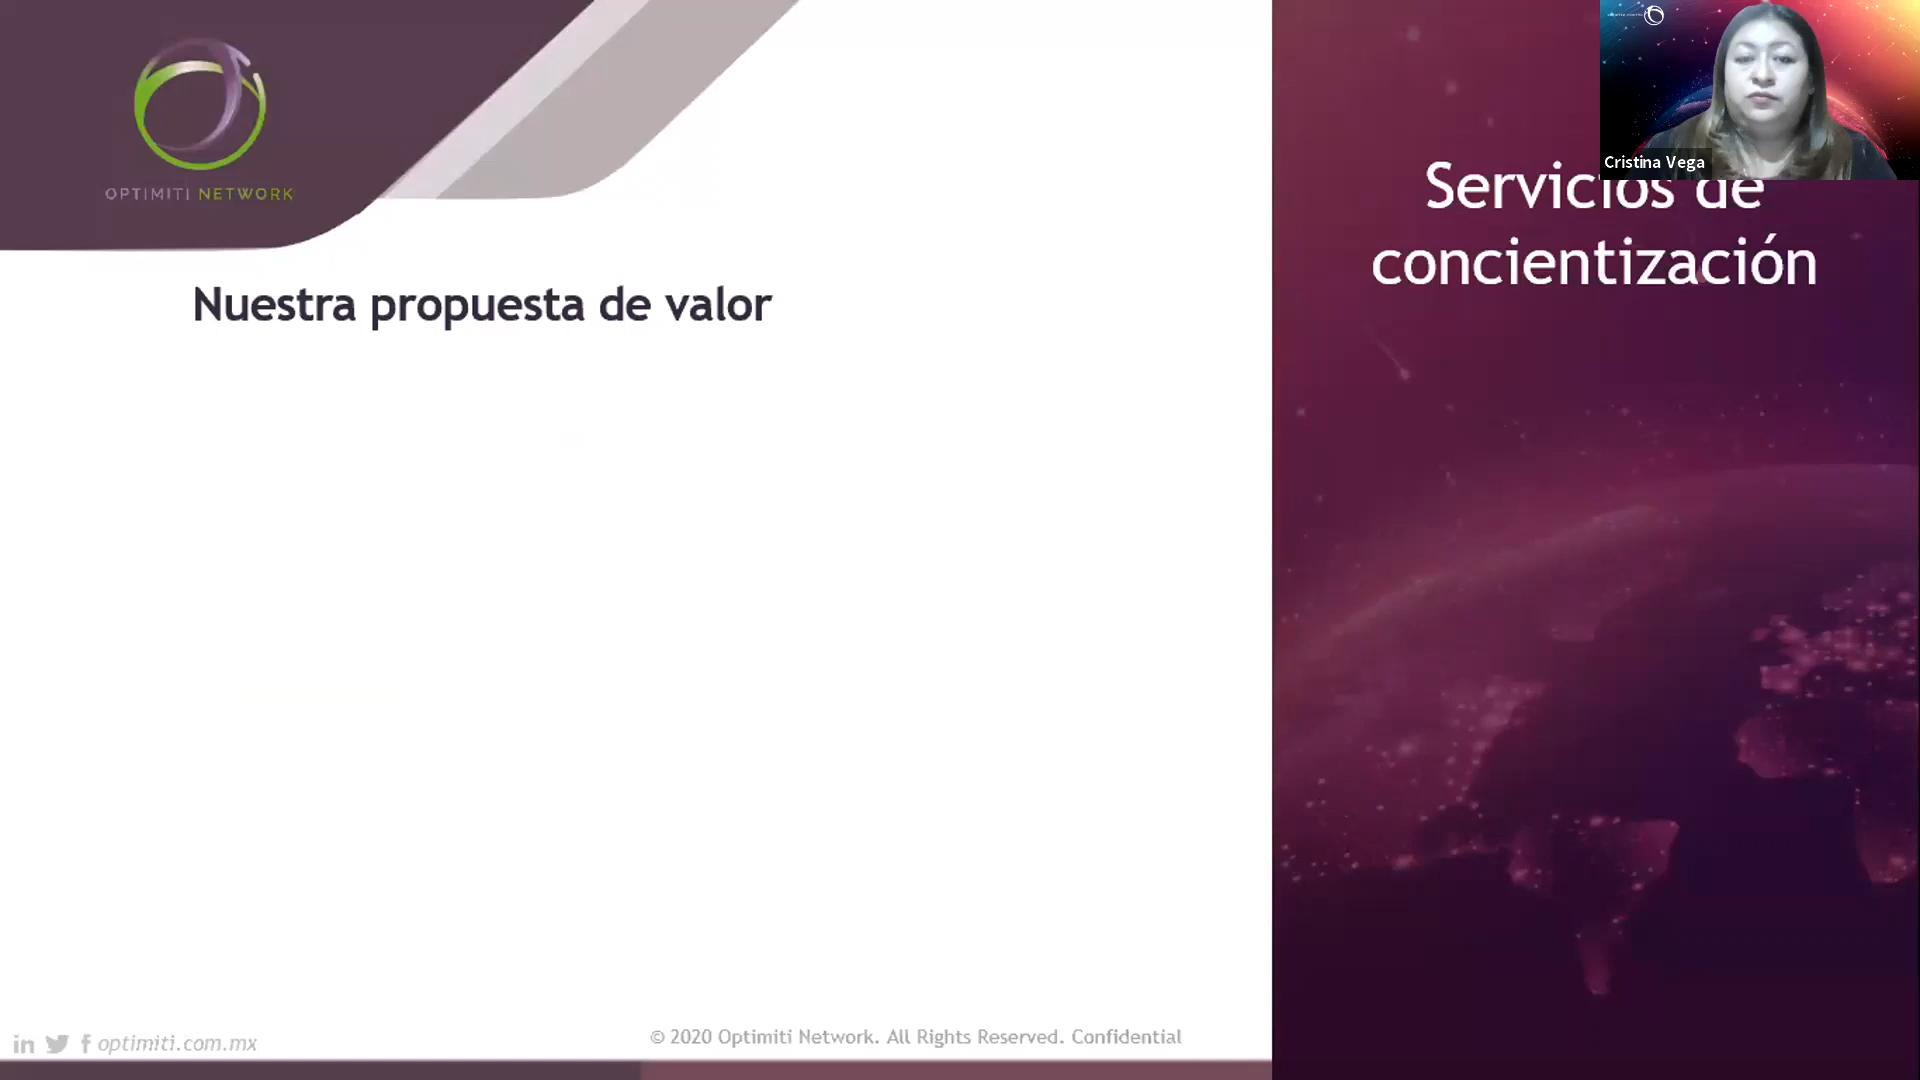 OPTIMITI NETWORK
Cristina Vega
Servicios de
concientización
Nuestra propuesta de valor
in f optimiti.com.mx
© 2020 Optimiti Network. All Rights Reserved. Confidential